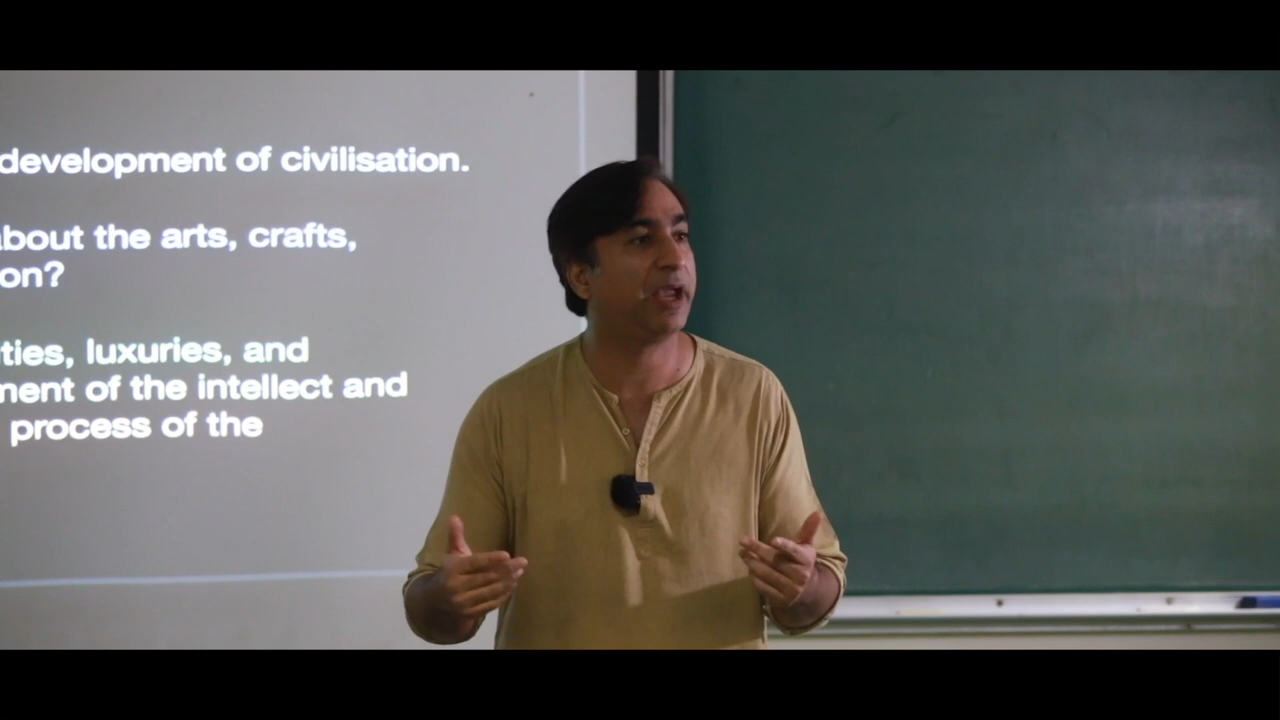 development of civilisation.
about the arts, crafts,
on?
ties, luxuries, and
ment of the intellect and
process of the